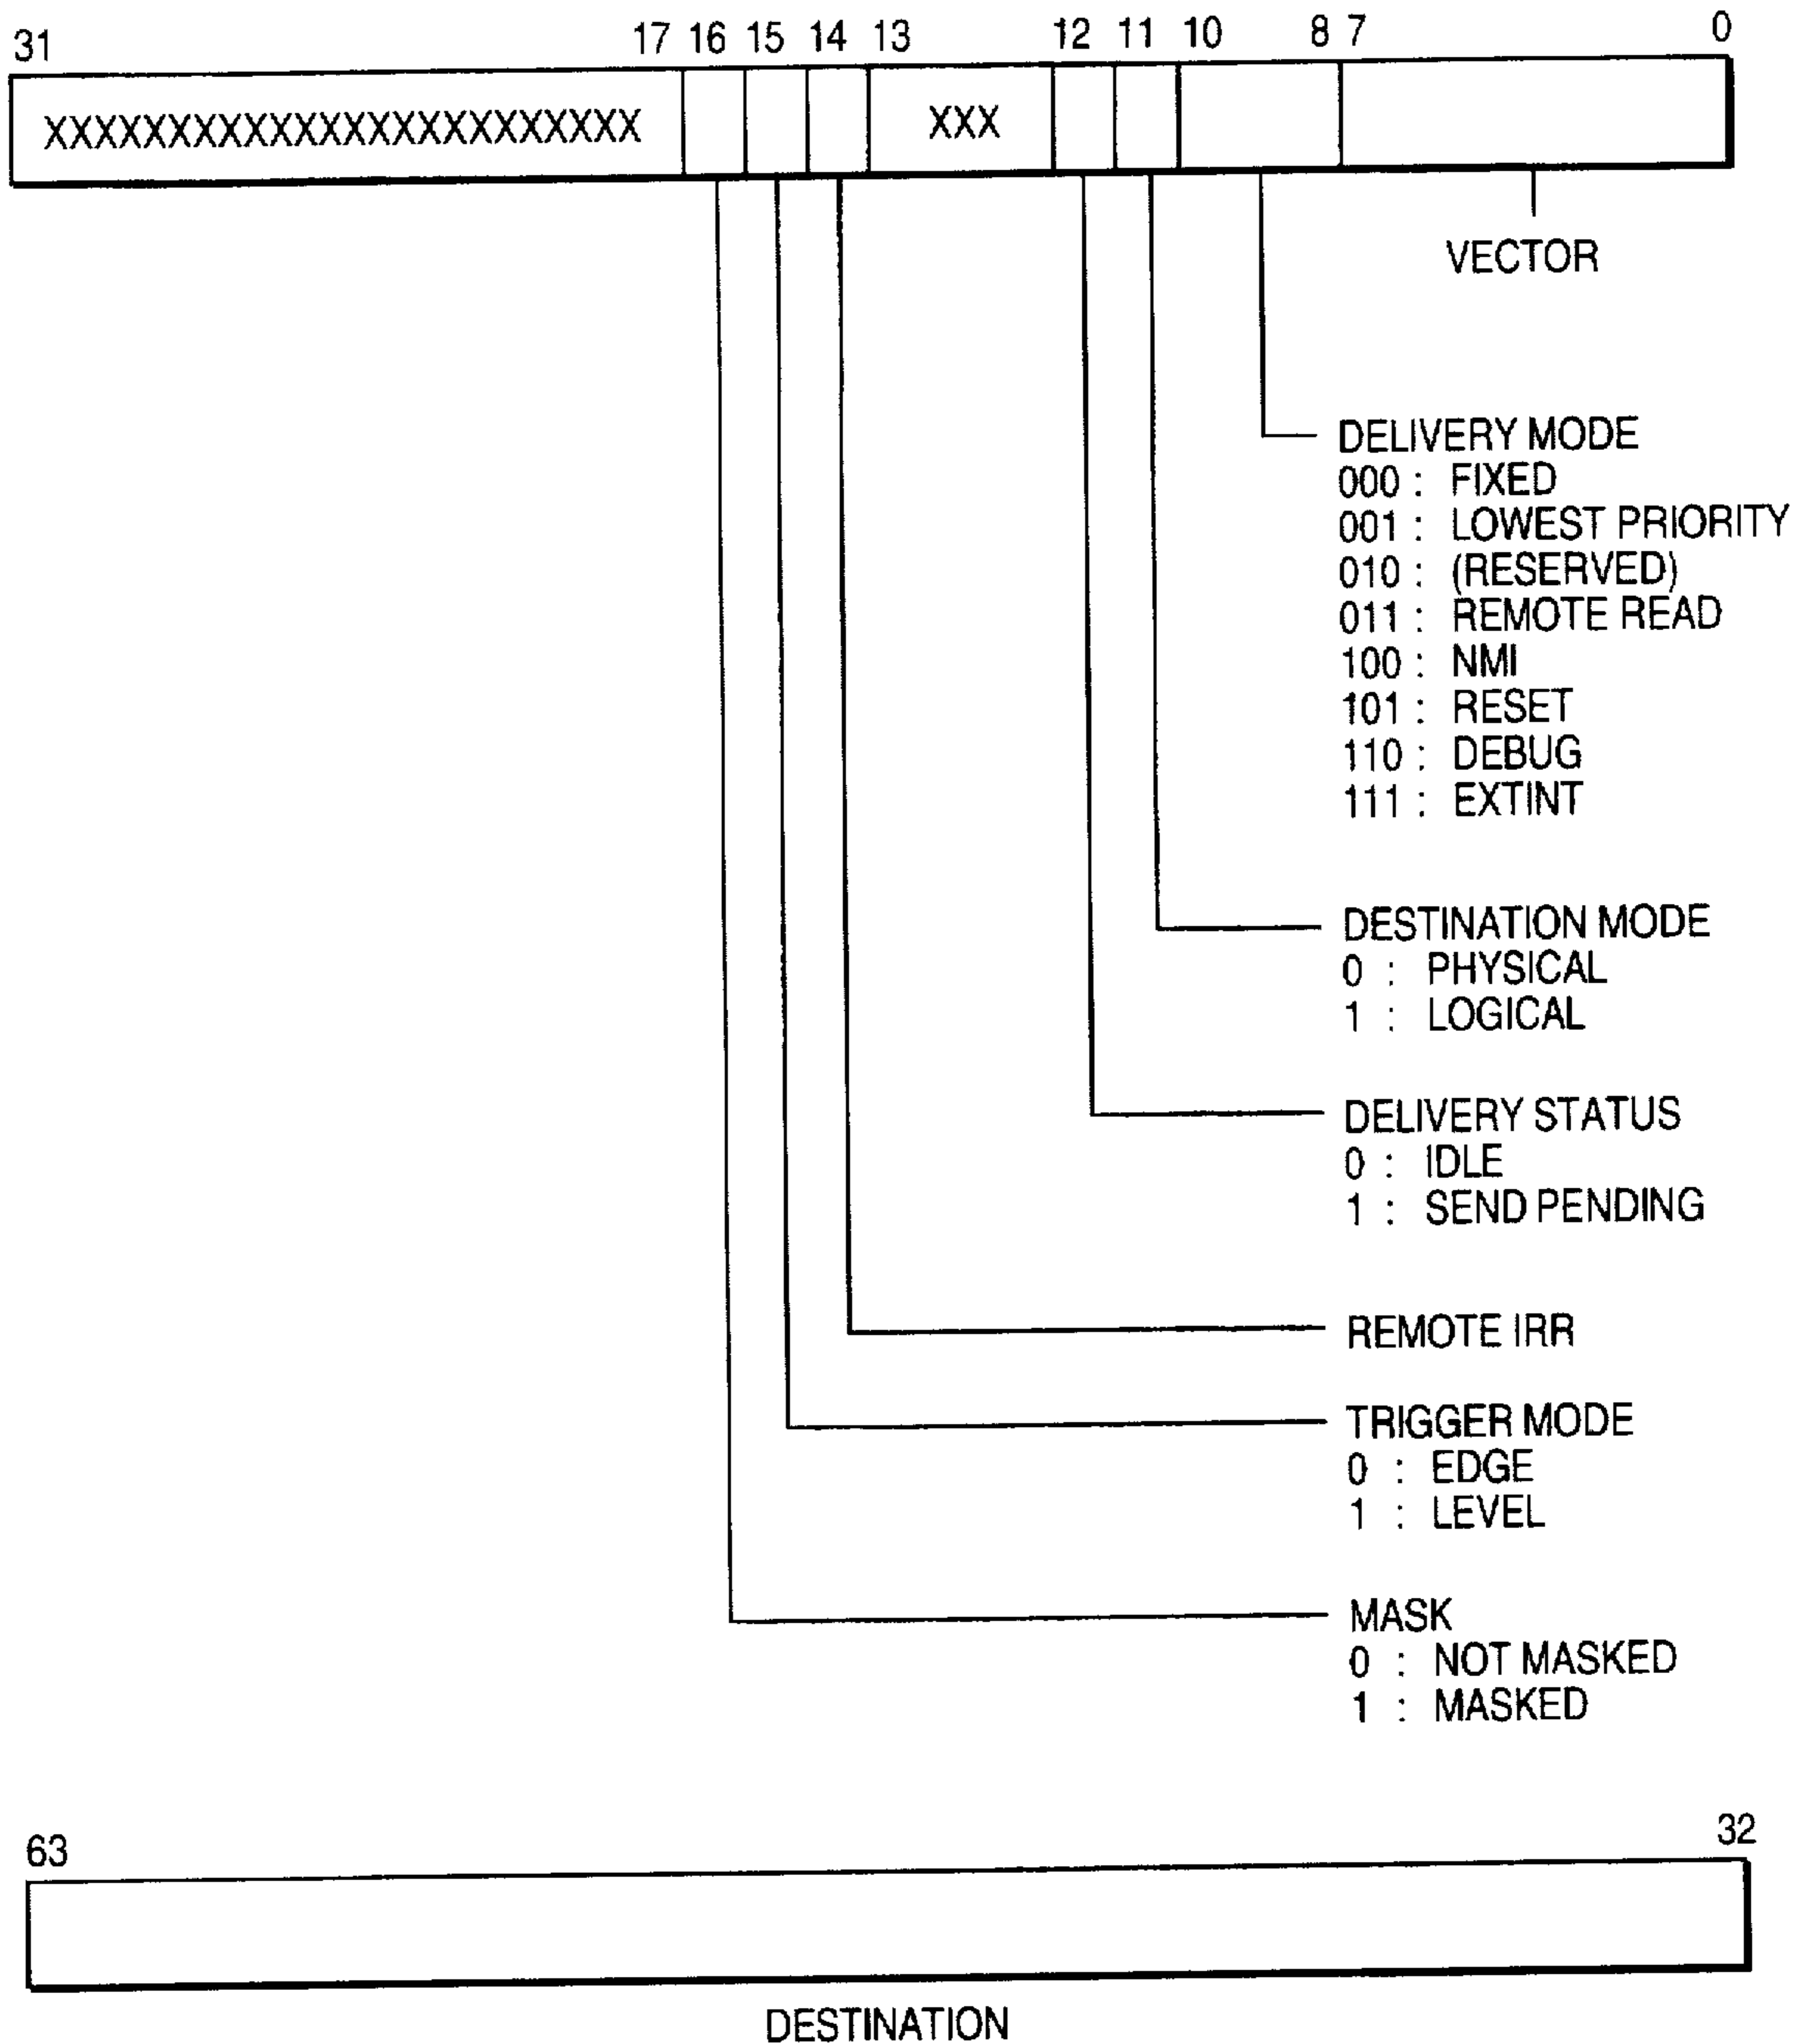 31 17 16 15 14 13 12 11 10 8 7 0
XXXXXXXXXXXXXXXXXXXXXXXX XXX
VECTOR
DELIVERY MODE
000 : FIXED
001 : LOWEST PRIORITY
010 : (RESERVED)
011 : REMOTE READ
100 : NMI
101 : RESET
110 : DEBUG
111 : EXTINT
DESTINATION MODE
0 : PHYSICAL
1 : LOGICAL
DELIVERY STATUS
0 : IDLE
1 : SEND PENDING
REMOTE IRR
TRIGGER MODE
0 : EDGE
1 : LEVEL
MASK
0 : NOT MASKED
1 : MASKED
63 32
DESTINATION